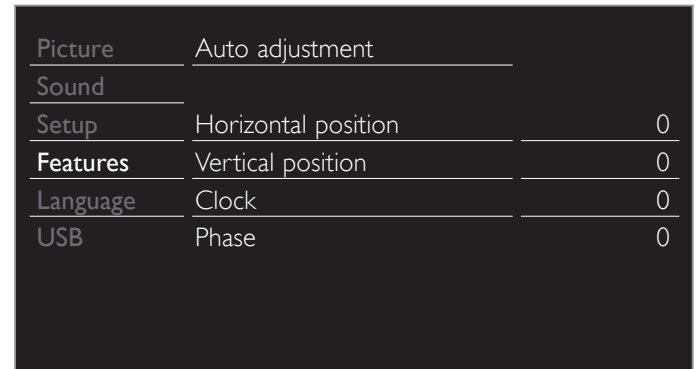 Picture Auto adjustment
Sound
Setup Horizontal position 0
Features Vertical position 0
Language Clock 0
USB Phase 0